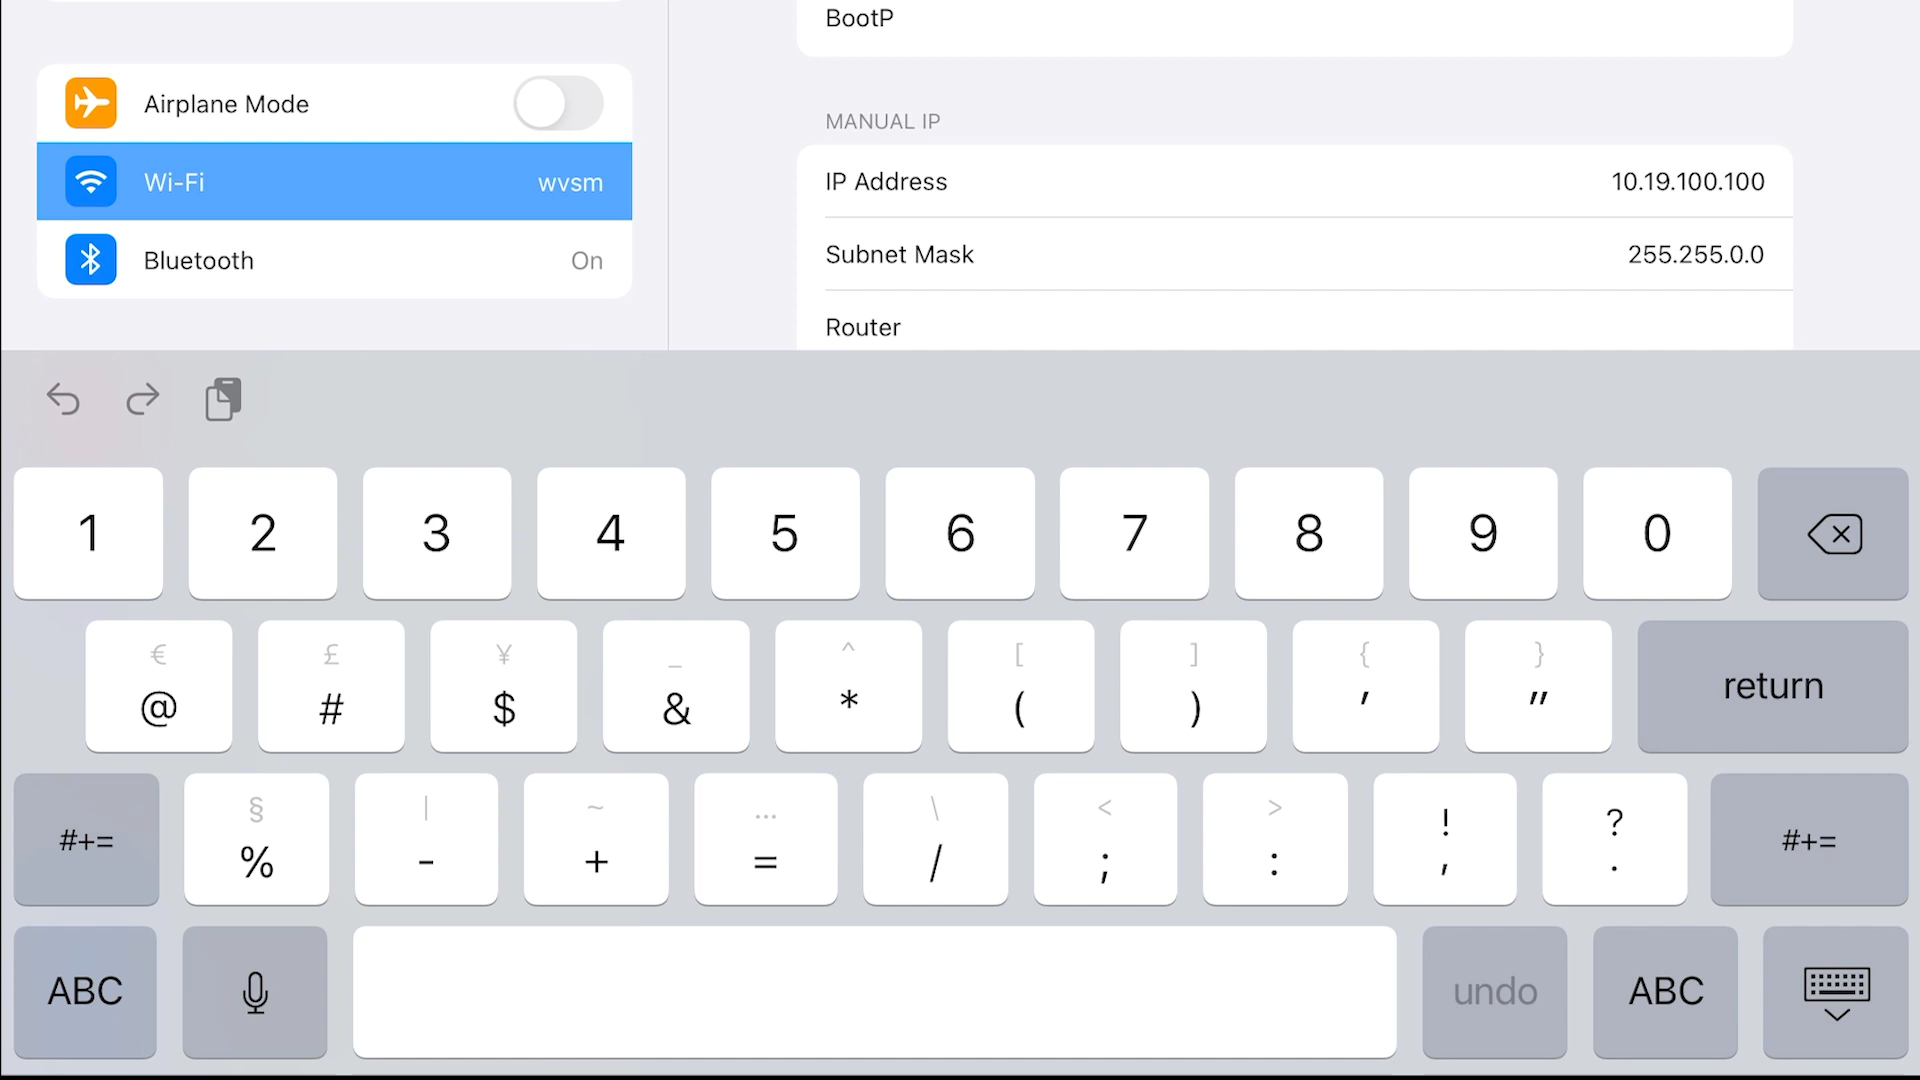 BootP
Airplane Mode
Wi-Fi wvsm
Bluetooth On
MANUAL IP
IP Address 10.19.100.100
Subnet Mask 255.255.0.0
Router
1 2 3 4 5 6 7 8 9 0
€ £ ¥ _ ^ [ ] { }
@ # $ & * ( ) ' " return
§ | ~ … \ < > ! ?
#+= % - + = / ; : , . #+=
ABC undo ABC